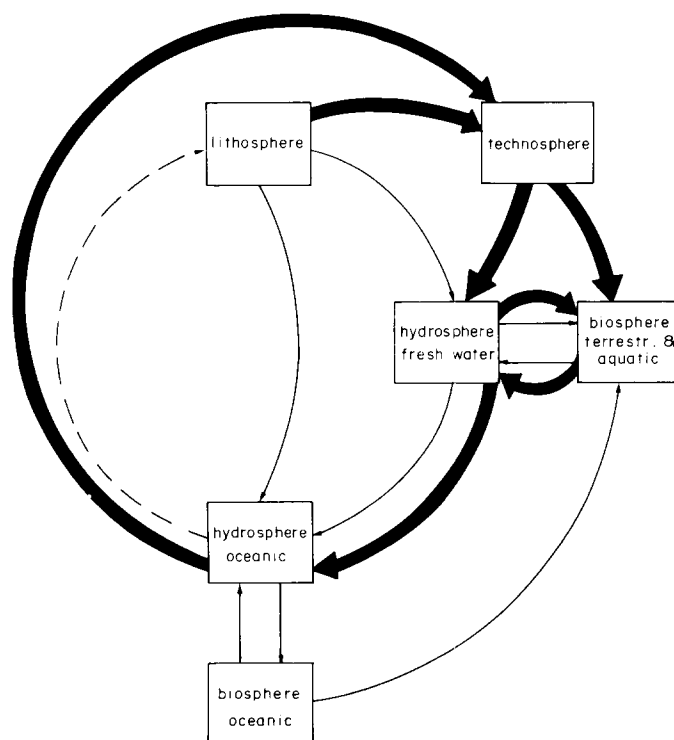 lithosphere
technosphere
hydrosphere
fresh water
biosphere
terrestr. &
aquatic
hydrosphere
oceanic
biosphere
oceanic